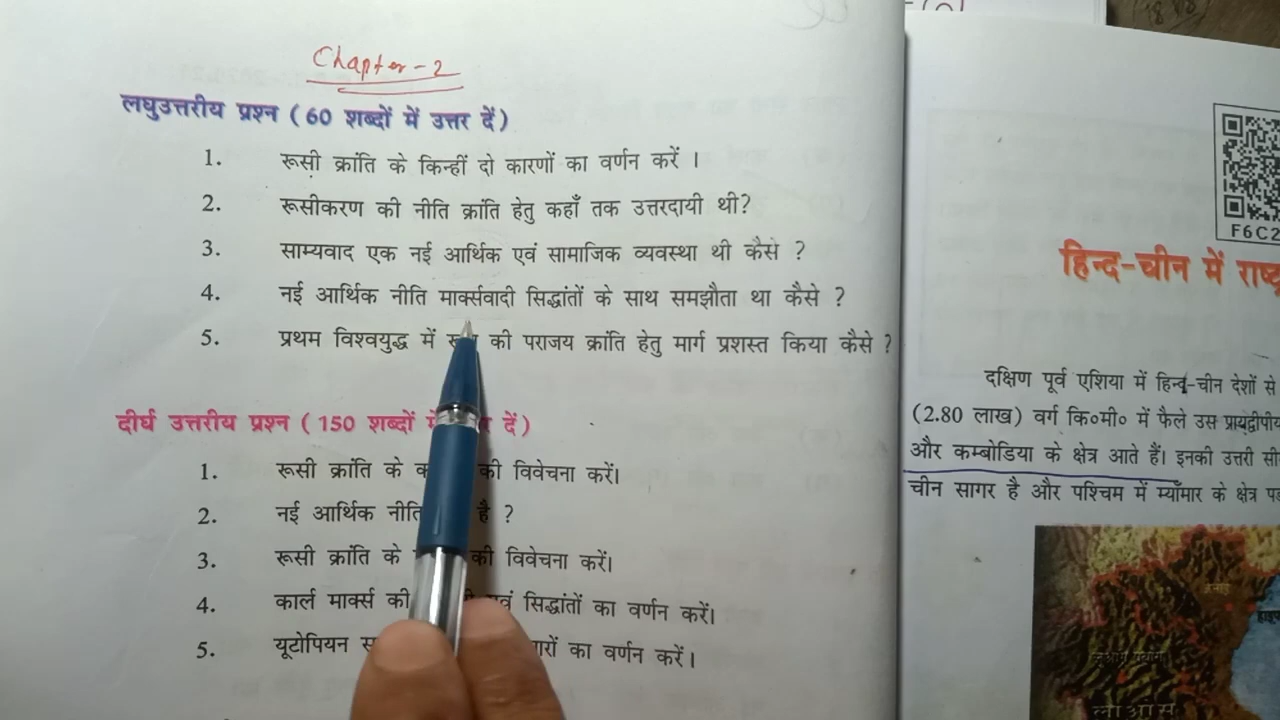 Chapter-2
लघुउत्तरीय प्रश्न (60 शब्दों में उत्तर दें)
1. रूसी क्रांति के किन्हीं दो कारणों का वर्णन करें ।
2. रूसीकरण की नीति क्रांति हेतु कहाँ तक उत्तरदायी थी?
3. साम्यवाद एक नई आर्थिक एवं सामाजिक व्यवस्था थी कैसे ?
4. नई आर्थिक नीति मार्क्सवादी सिद्धांतों के साथ समझौता था कैसे ?
5. प्रथम विश्वयुद्ध में की पराजय क्रांति हेतु मार्ग प्रशस्त किया कैसे ?
दीर्घ उत्तरीय प्रश्न (150 शब्दों दें)
1. रूसी क्रांति के की विवेचना करें।
2. नई आर्थिक नीति है ?
3. रूसी क्रांति के की विवेचना करें।
4. कार्ल मार्क्स की एवं सिद्धांतों का वर्णन करें।
5. यूटोपियन का वर्णन करें।
F6C2
हिन्द-चीन में
दक्षिण पूर्व एशिया में हिन्द-चीन देशों से
(2.80 लाख) वर्ग कि०मी० में फैले उस
और कम्बोडिया के क्षेत्र आते हैं। इनकी उत्तरी
चीन सागर है और पश्चिम में म्याँमार के क्षेत्र
लाओस